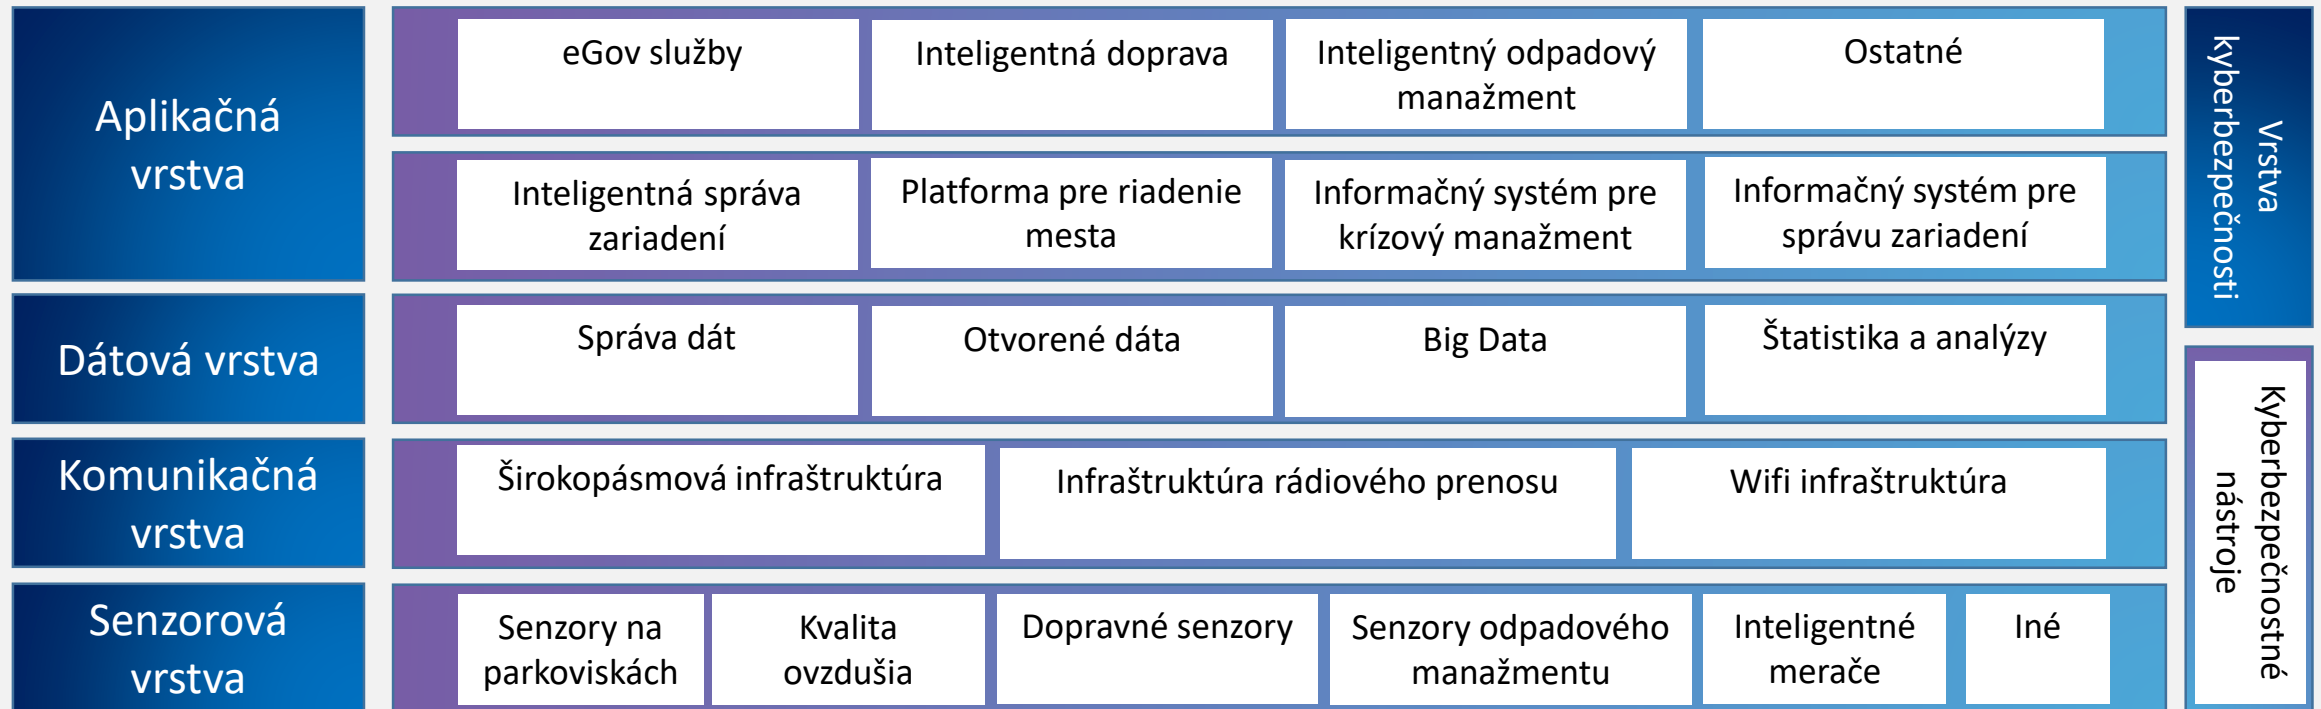 Aplikačná
vrstva
eGov služby
Inteligentná doprava
Inteligentný odpadový
manažment
Ostatné
Inteligentná správa
zariadení
Platforma pre riadenie
mesta
Informačný systém pre
krízový manažment
Informačný systém pre
správu zariadení
Dátová vrstva
Správa dát
Otvorené dáta
Big Data
Štatistika a analýzy
Komunikačná
vrstva
Širokopásmová infraštruktúra
Infraštruktúra rádiového prenosu
Wifi infraštruktúra
Senzorová
vrstva
Senzory na
parkoviskách
Kvalita
ovzdušia
Dopravné senzory
Senzory odpadového
manažmentu
Inteligentné
merače
Iné
Vrstva
kyberbezpečnosti
Kyberbezpečnostné
nástroje